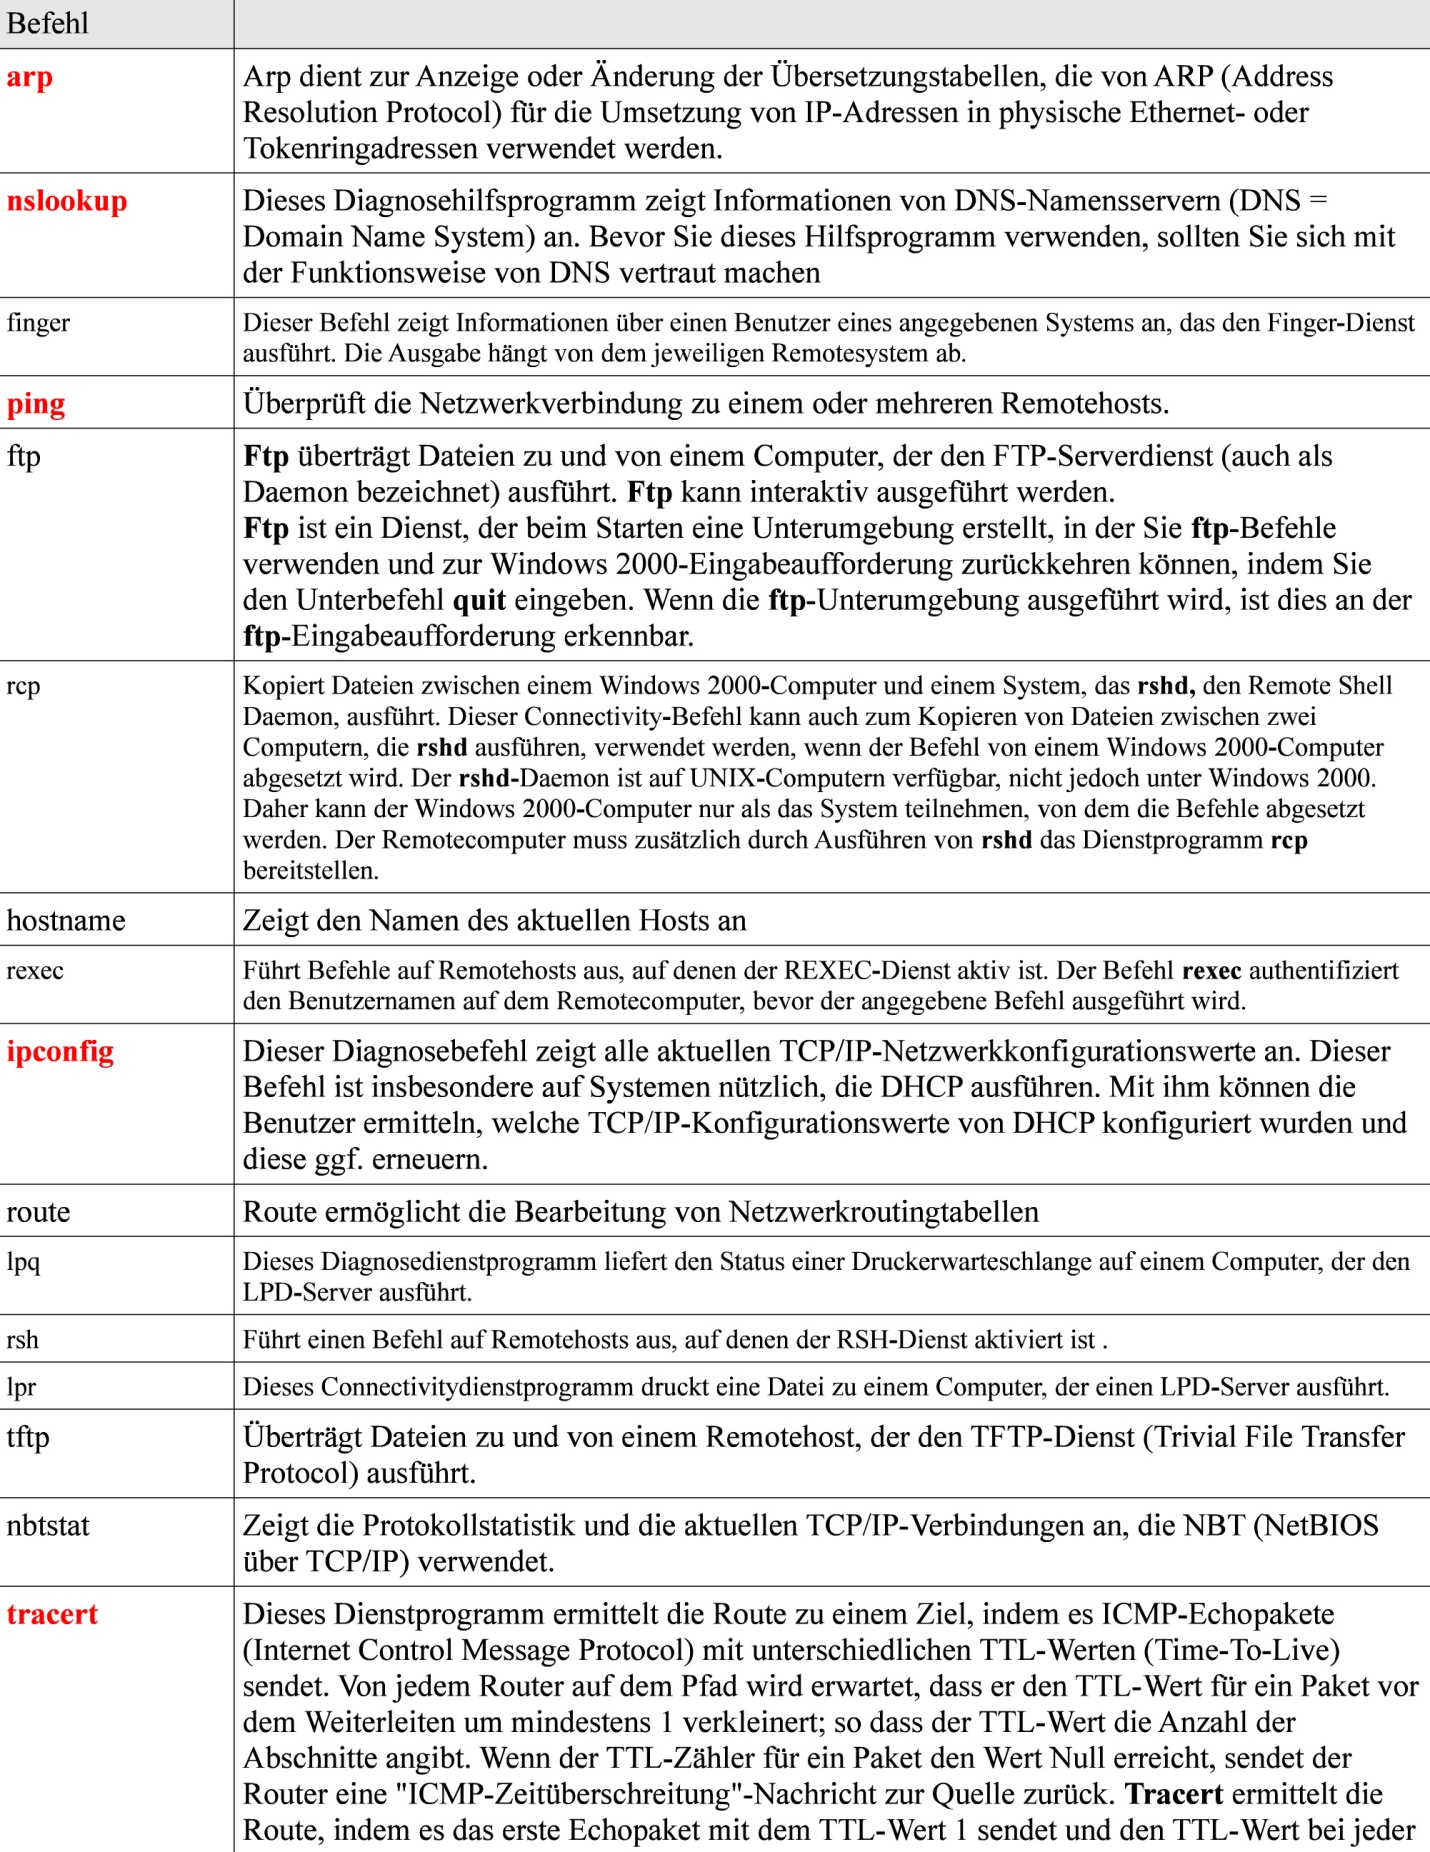 Befehl
arp
Arp dient zur Anzeige oder Änderung der Übersetzungstabellen, die von ARP (Address
Resolution Protocol) für die Umsetzung von IP-Adressen in physische Ethernet- oder
Tokenringadressen verwendet werden.
nslookup
Dieses Diagnosehilfsprogramm zeigt Informationen von DNS-Namensservern (DNS =
Domain Name System) an. Bevor Sie dieses Hilfsprogramm verwenden, sollten Sie sich mit
der Funktionsweise von DNS vertraut machen
finger
Dieser Befehl zeigt Informationen über einen Benutzer eines angegebenen Systems an, das den Finger-Dienst
ausführt. Die Ausgabe hängt von dem jeweiligen Remotesystem ab.
ping
Überprüft die Netzwerkverbindung zu einem oder mehreren Remotehosts.
ftp
Ftp überträgt Dateien zu und von einem Computer, der den FTP-Serverdienst (auch als
Daemon bezeichnet) ausführt. Ftp kann interaktiv ausgeführt werden.
Ftp ist ein Dienst, der beim Starten eine Unterumgebung erstellt, in der Sie ftp-Befehle
verwenden und zur Windows 2000-Eingabeaufforderung zurückkehren können, indem Sie
den Unterbefehl quit eingeben. Wenn die ftp-Unterumgebung ausgeführt wird, ist dies an der
ftp-Eingabeaufforderung erkennbar.
rcp
Kopiert Dateien zwischen einem Windows 2000-Computer und einem System, das rshd, den Remote Shell
Daemon, ausführt. Dieser Connectivity-Befehl kann auch zum Kopieren von Dateien zwischen zwei
Computern, die rshd ausführen, verwendet werden, wenn der Befehl von einem Windows 2000-Computer
abgesetzt wird. Der rshd-Daemon ist auf UNIX-Computern verfügbar, nicht jedoch unter Windows 2000.
Daher kann der Windows 2000-Computer nur als das System teilnehmen, von dem die Befehle abgesetzt
werden. Der Remotecomputer muss zusätzlich durch Ausführen von rshd das Dienstprogramm rcp
bereitstellen.
hostname
Zeigt den Namen des aktuellen Hosts an
rexec
Führt Befehle auf Remotehosts aus, auf denen der REXEC-Dienst aktiv ist. Der Befehl rexec authentifiziert
den Benutzernamen auf dem Remotecomputer, bevor der angegebene Befehl ausgeführt wird.
ipconfig
Dieser Diagnosebefehl zeigt alle aktuellen TCP/IP-Netzwerkkonfigurationswerte an. Dieser
Befehl ist insbesondere auf Systemen nützlich, die DHCP ausführen. Mit ihm können die
Benutzer ermitteln, welche TCP/IP-Konfigurationswerte von DHCP konfiguriert wurden und
diese ggf. erneuern.
route
Route ermöglicht die Bearbeitung von Netzwerkroutingtabellen
lpq
Dieses Diagnosedienstprogramm liefert den Status einer Druckerwarteschlange auf einem Computer, der den
LPD-Server ausführt.
rsh
Führt einen Befehl auf Remotehosts aus, auf denen der RSH-Dienst aktiviert ist .
lpr
Dieses Connectivitydienstprogramm druckt eine Datei zu einem Computer, der einen LPD-Server ausführt.
tftp
Überträgt Dateien zu und von einem Remotehost, der den TFTP-Dienst (Trivial File Transfer
Protocol) ausführt.
nbtstat
Zeigt die Protokollstatistik und die aktuellen TCP/IP-Verbindungen an, die NBT (NetBIOS
über TCP/IP) verwendet.
tracert
Dieses Dienstprogramm ermittelt die Route zu einem Ziel, indem es ICMP-Echopakete
(Internet Control Message Protocol) mit unterschiedlichen TTL-Werten (Time-To-Live)
sendet. Von jedem Router auf dem Pfad wird erwartet, dass er den TTL-Wert für ein Paket vor
dem Weiterleiten um mindestens 1 verkleinert; so dass der TTL-Wert die Anzahl der
Abschnitte angibt. Wenn der TTL-Zähler für ein Paket den Wert Null erreicht, sendet der
Router eine "ICMP-Zeitüberschreitung"-Nachricht zur Quelle zurück. Tracert ermittelt die
Route, indem es das erste Echopaket mit dem TTL-Wert 1 sendet und den TTL-Wert bei jeder